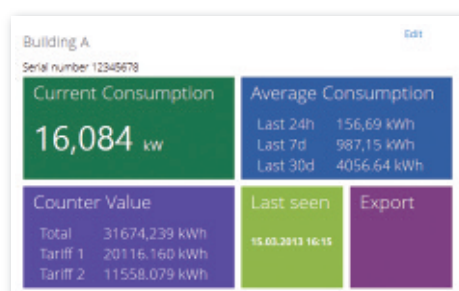 Building A
Edit
Serial number 12345678
Current Consumption
16,084 kW
Average Consumption
Last 24h 156,69 kWh
Last 7d 987,15 kWh
Last 30d 4056.64 kWh
Counter Value
Total 31674,239 kWh
Tariff 1 20116.160 kWh
Tariff 2 11558.079 kWh
Last seen
15.03.2013 16:15
Export